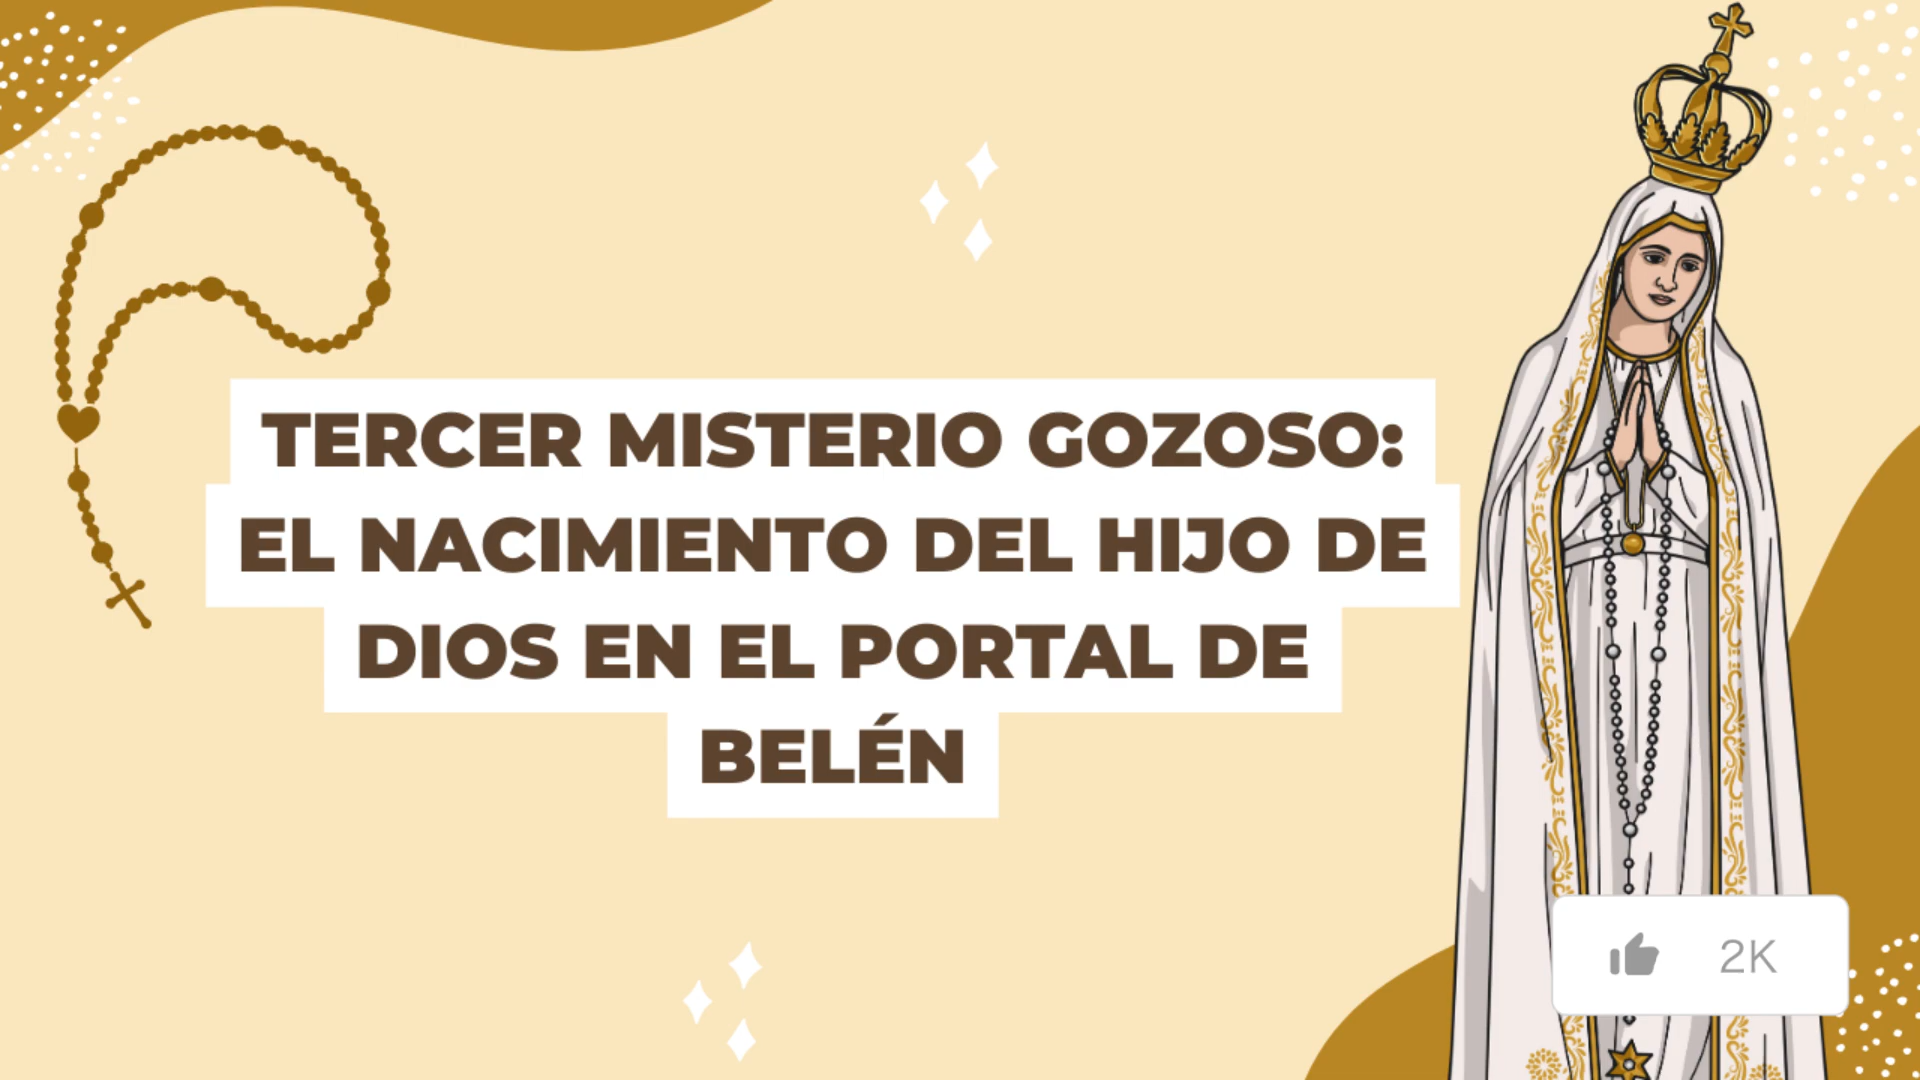 TERCER MISTERIO GOZOSO:
EL NACIMIENTO DEL HIJO DE
DIOS EN EL PORTAL DE
BELÉN
2K